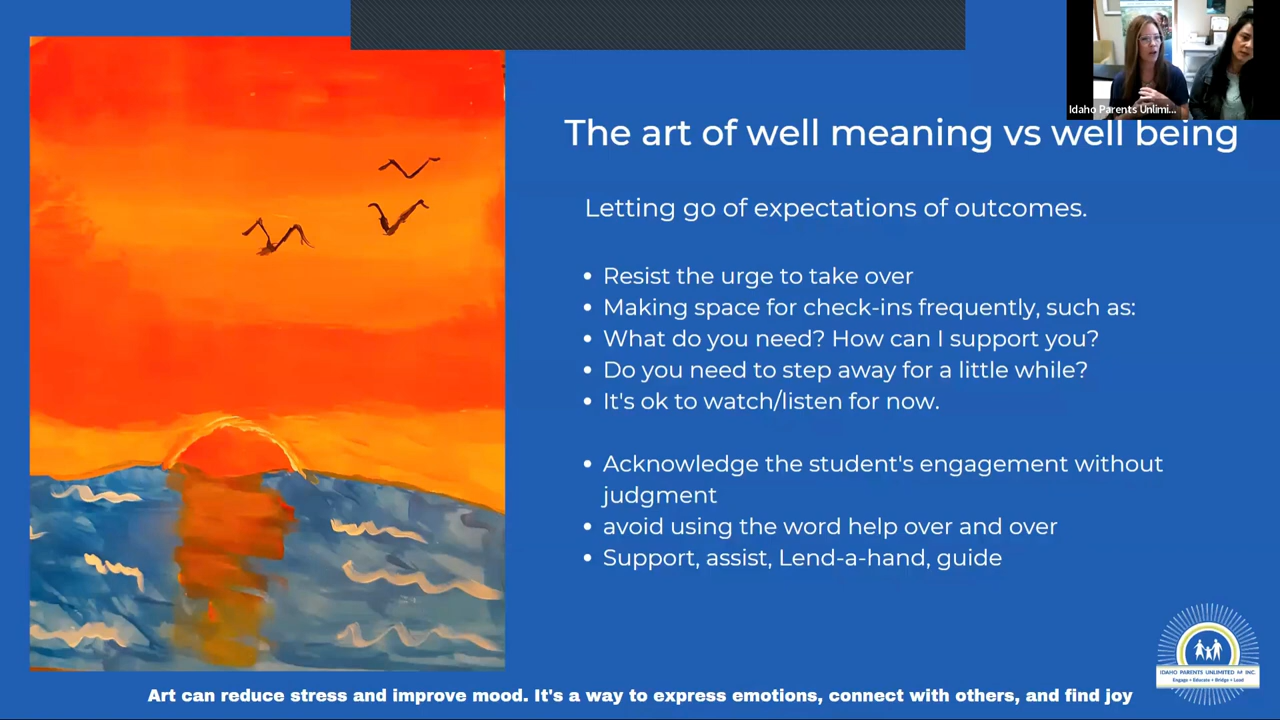 Idaho Parents Unlimi...
The art of well meaning vs well being
Letting go of expectations of outcomes.
• Resist the urge to take over
• Making space for check-ins frequently, such as:
• What do you need? How can I support you?
• Do you need to step away for a little while?
• It's ok to watch/listen for now.
• Acknowledge the student's engagement without
judgment
• avoid using the word help over and over
• Support, assist, Lend-a-hand, guide
IDAHO PARENTS UNLIMITED INC.
Engage • Educate • Bridge • Lead
Art can reduce stress and improve mood. It's a way to express emotions, connect with others, and find joy